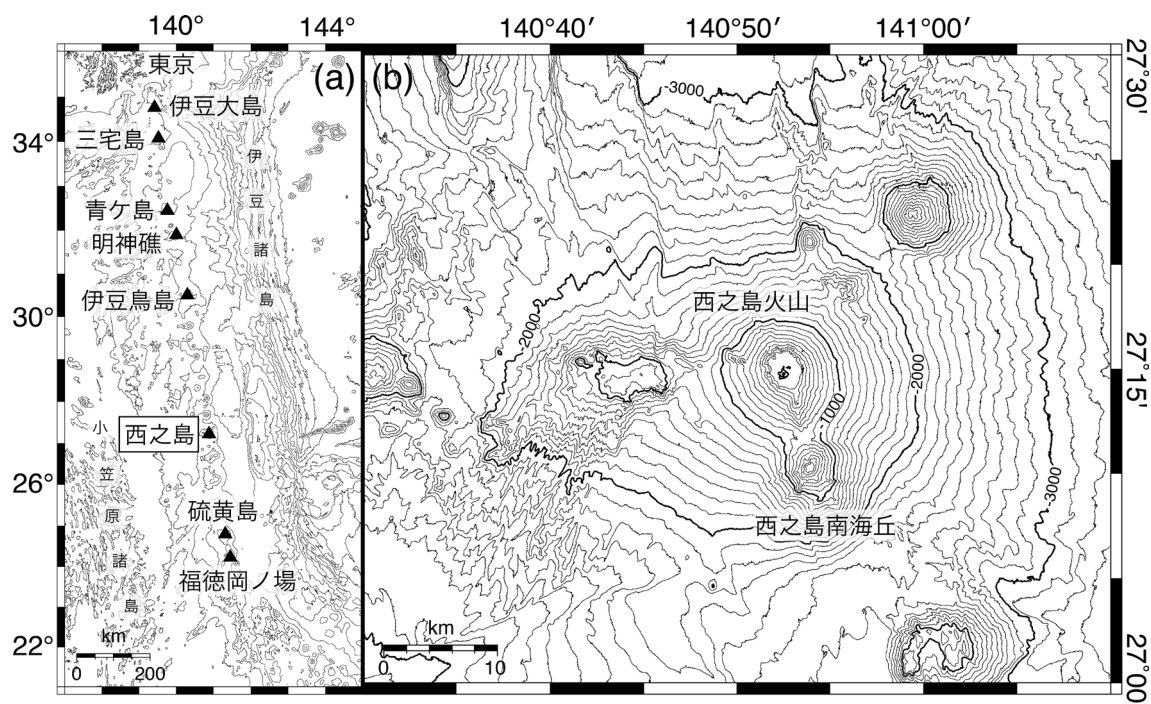 140°
144°
東京
(a)
伊豆大島
34°
三宅島
伊
豆
諸
島
青ケ島
明神礁
30°
伊豆鳥島
西之島
26°
小
笠
原
諸
島
硫黄島
福徳岡ノ場
22°
km
0
200
140°40′
140°50′
141°00′
(b)
-3000
27°30′
西之島火山
-2000
-2000
27°15′
-1000
-3000
西之島南海丘
km
0
10
27°00′